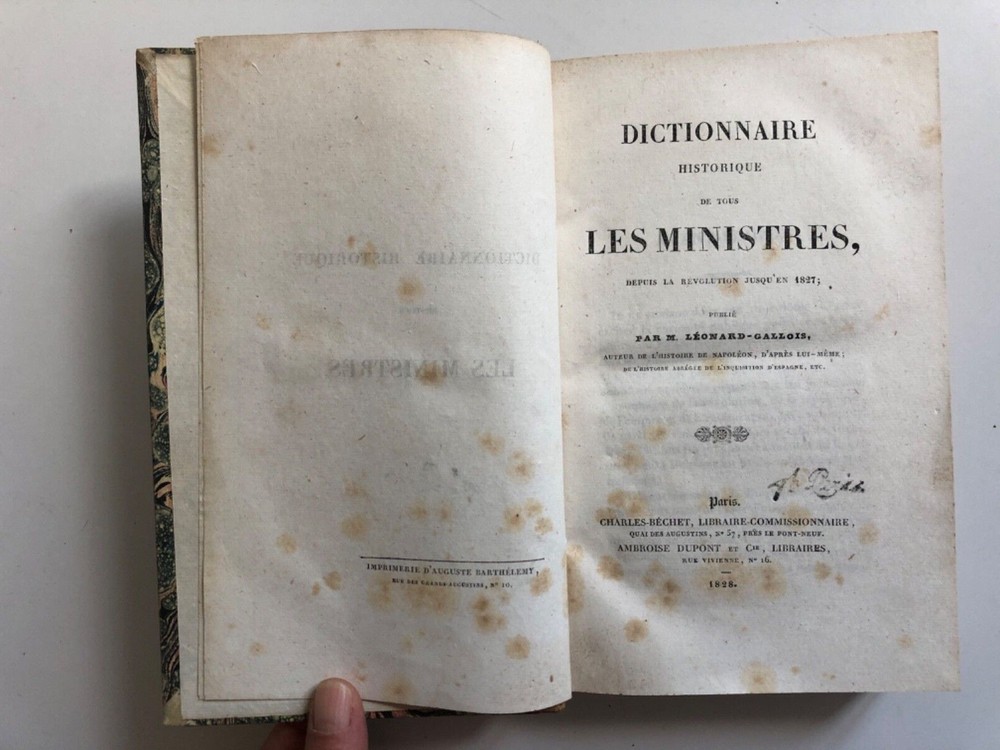 IMPRIMERIE D'AUGUSTE BARTHÉLEMY,
RUE DES GRANDS-AUGUSTINS, N° 10.
DICTIONNAIRE
HISTORIQUE
DE TOUS
LES MINISTRES,
DEPUIS LA RÉVOLUTION JUSQU'EN 1827;
PUBLIÉ
PAR M. LÉONARD-GALLOIS,
AUTEUR DE L'HISTOIRE DE NAPOLÉON, D'APRÈS LUI-MÊME;
DE L'HISTOIRE ABRÉGÉE DE L'INQUISITION D'ESPAGNE, ETC.
Paris.
CHARLES-BÉCHET, LIBRAIRE-COMMISSIONNAIRE,
QUAI DES AUGUSTINS, N° 57, PRÈS LE PONT-NEUF.
AMBROISE DUPONT ET Cie, LIBRAIRES,
RUE VIVIENNE, N° 16.
1828.